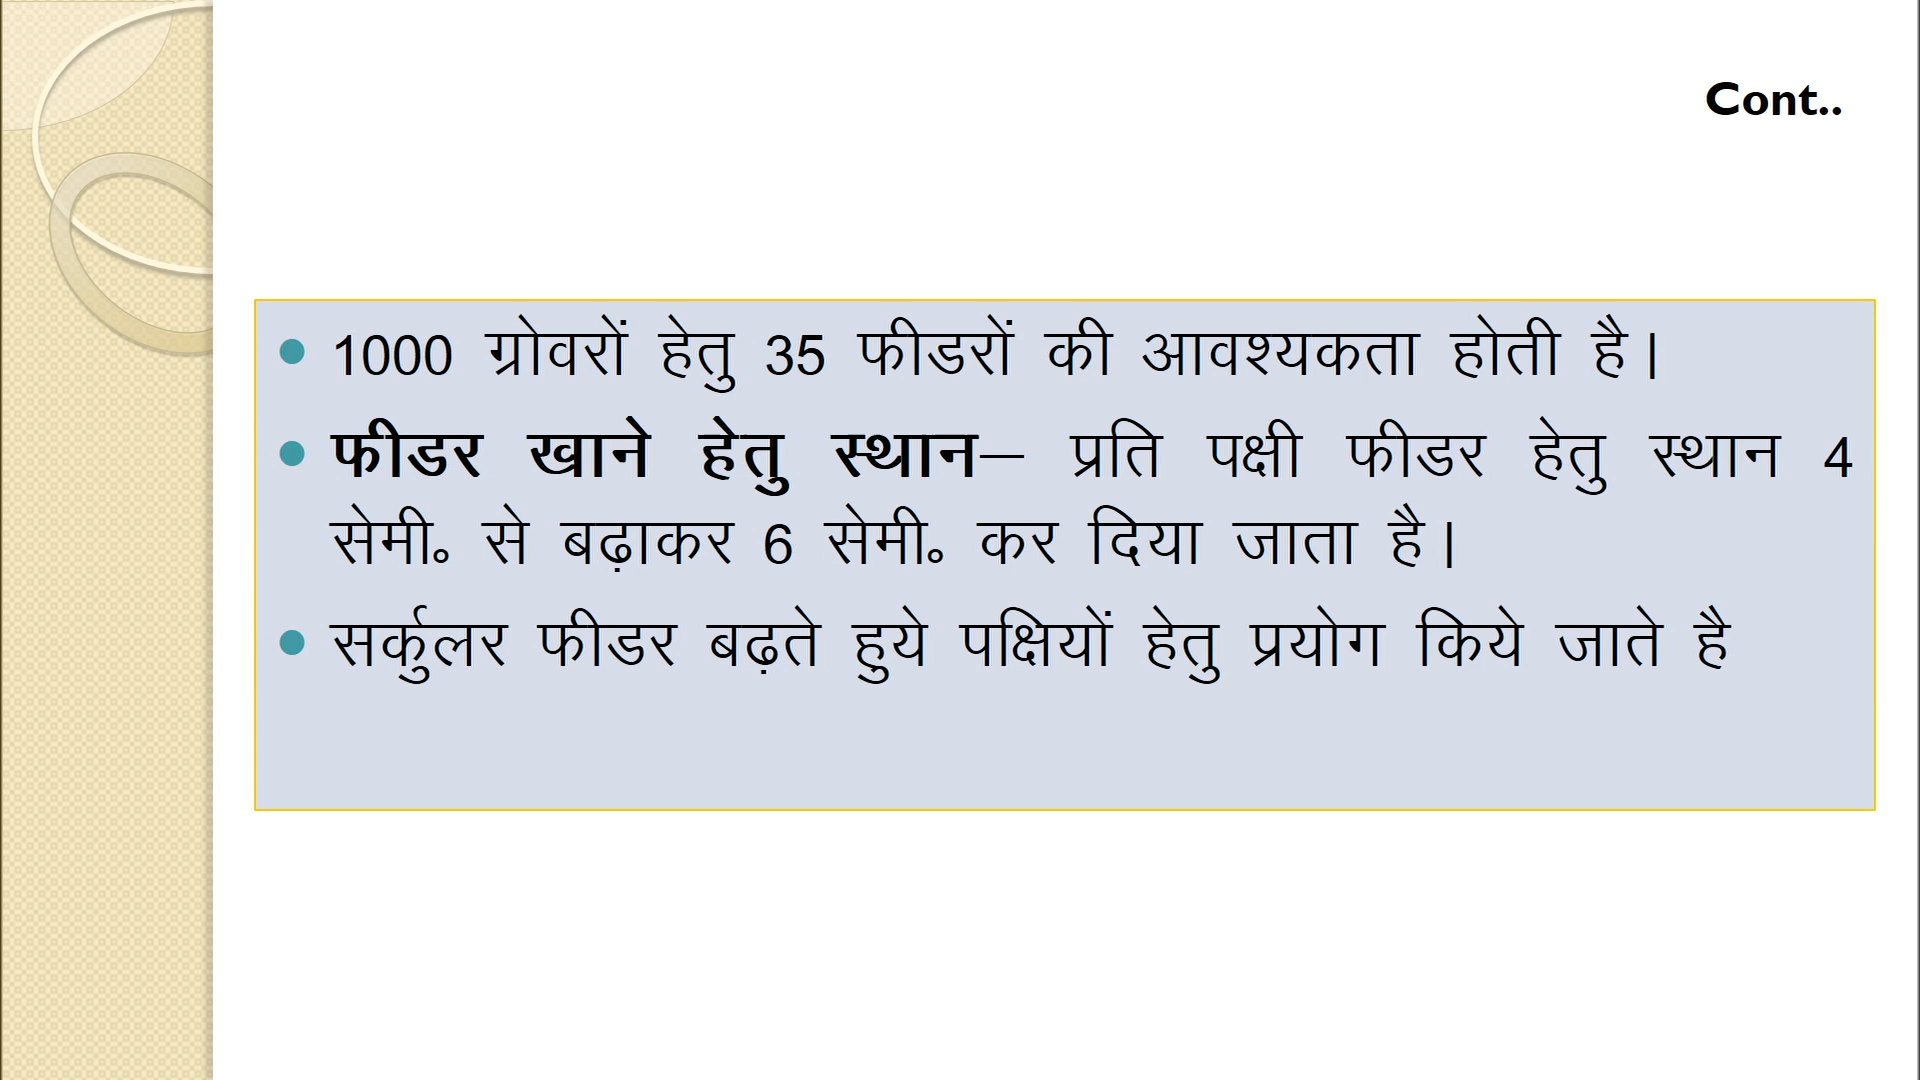 Cont..
1000 ग्रोवरों हेतु 35 फीडरों की आवश्यकता होती है।
फीडर खाने हेतु स्थान– प्रति पक्षी फीडर हेतु स्थान 4
सेमी॰ से बढ़ाकर 6 सेमी॰ कर दिया जाता है।
सर्कुलर फीडर बढ़ते हुये पक्षियों हेतु प्रयोग किये जाते है